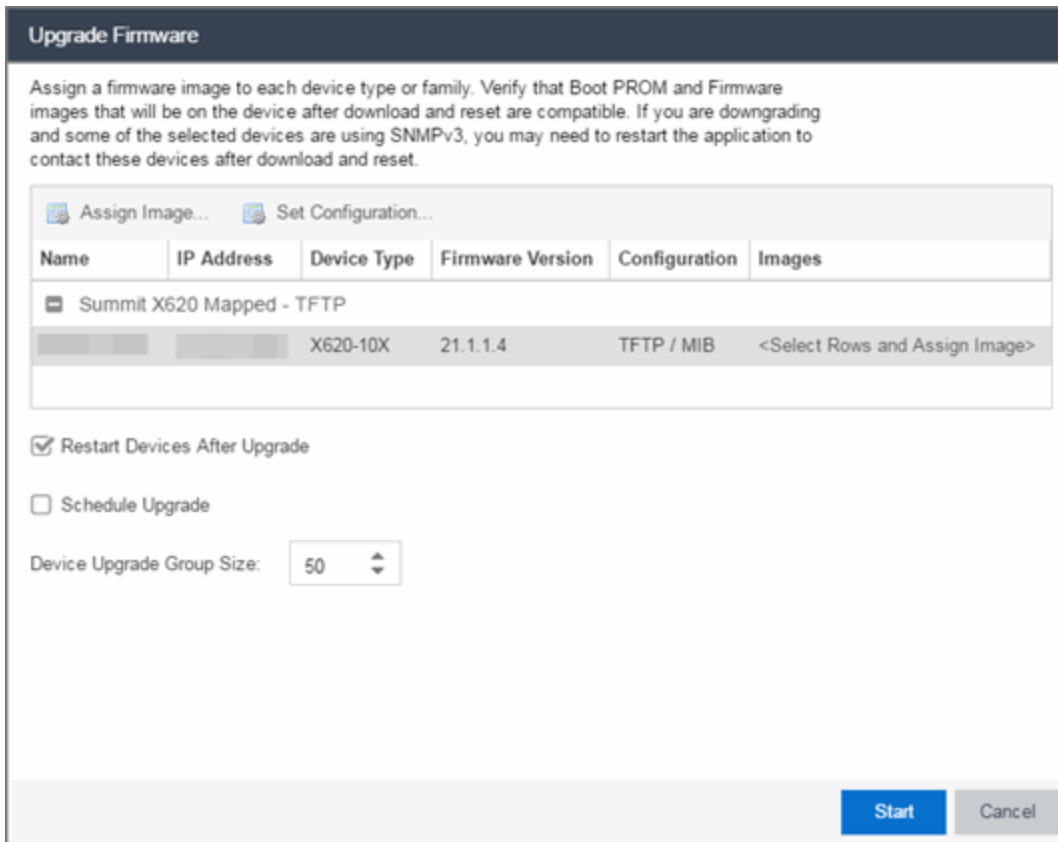 Upgrade Firmware
Assign a firmware image to each device type or family. Verify that Boot PROM and Firmware
images that will be on the device after download and reset are compatible. If you are downgrading
and some of the selected devices are using SNMPv3, you may need to restart the application to
contact these devices after download and reset.
Assign Image... Set Configuration...
Name IP Address Device Type Firmware Version Configuration Images
Summit X620 Mapped - TFTP
X620-10X 21.1.1.4 TFTP / MIB <Select Rows and Assign Image>
Restart Devices After Upgrade
Schedule Upgrade
Device Upgrade Group Size: 50
Start Cancel